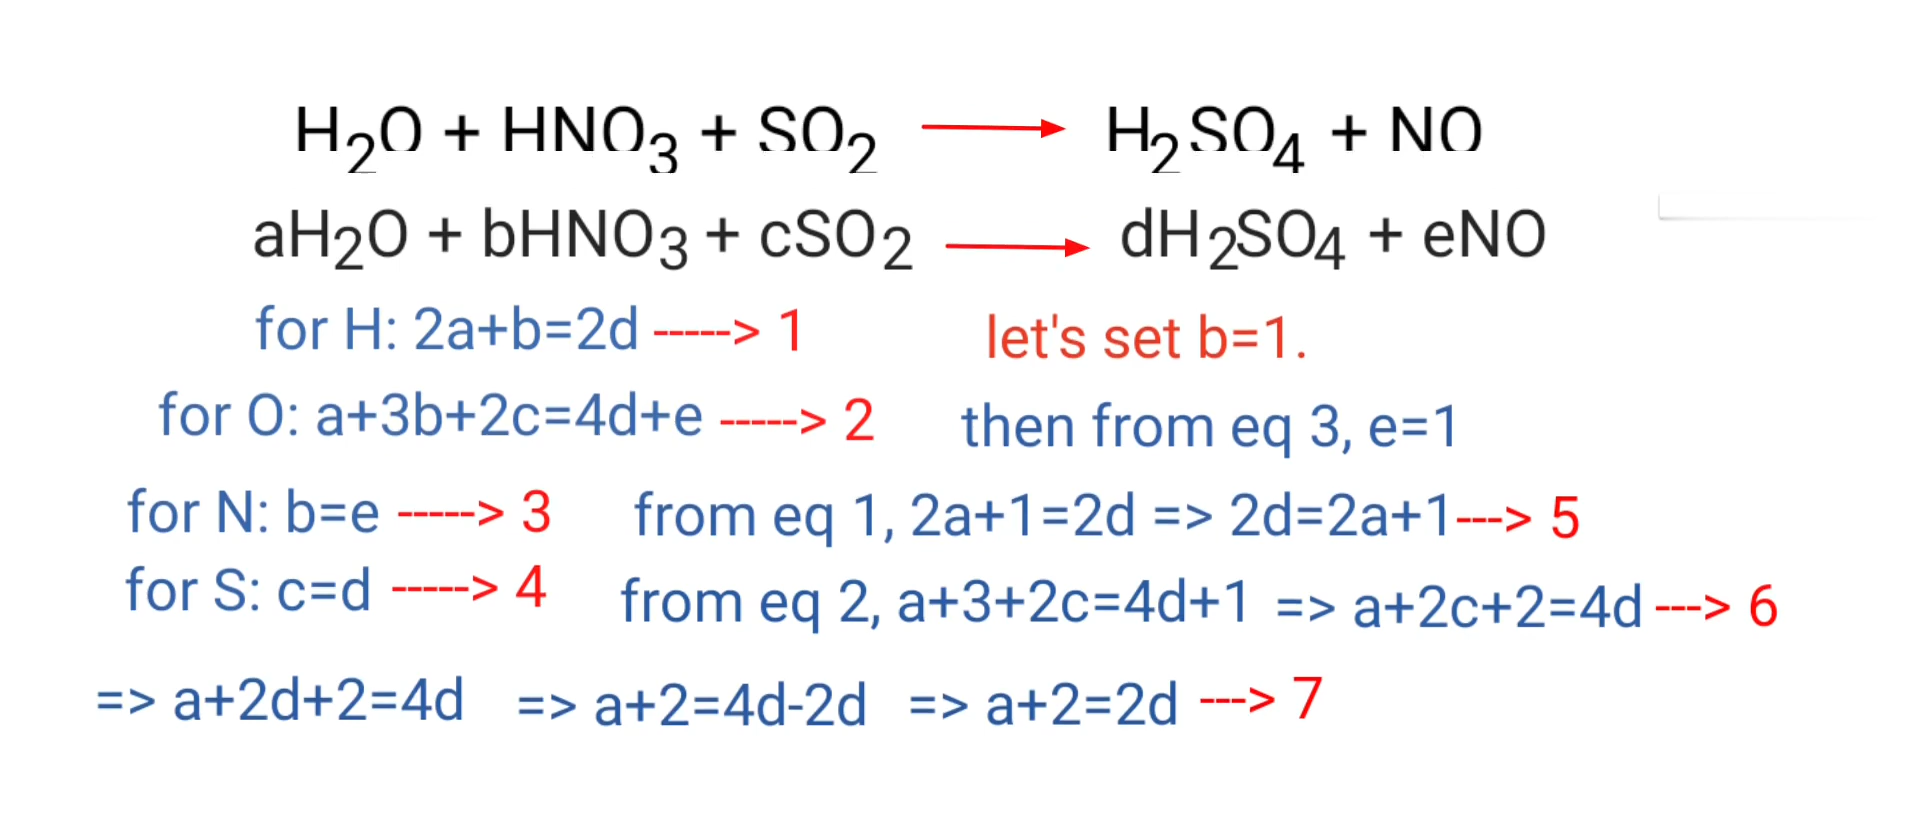 H2O + HNO3 + SO2 ⟶ H2SO4 + NO
aH2O + bHNO3 + cSO2 ⟶ dH2SO4 + eNO
for H: 2a+b=2d -----> 1
let's set b=1.
for O: a+3b+2c=4d+e -----> 2
then from eq 3, e=1
for N: b=e -----> 3
from eq 1, 2a+1=2d => 2d=2a+1---> 5
for S: c=d -----> 4
from eq 2, a+3+2c=4d+1 => a+2c+2=4d ---> 6
=> a+2d+2=4d => a+2=4d-2d => a+2=2d ---> 7